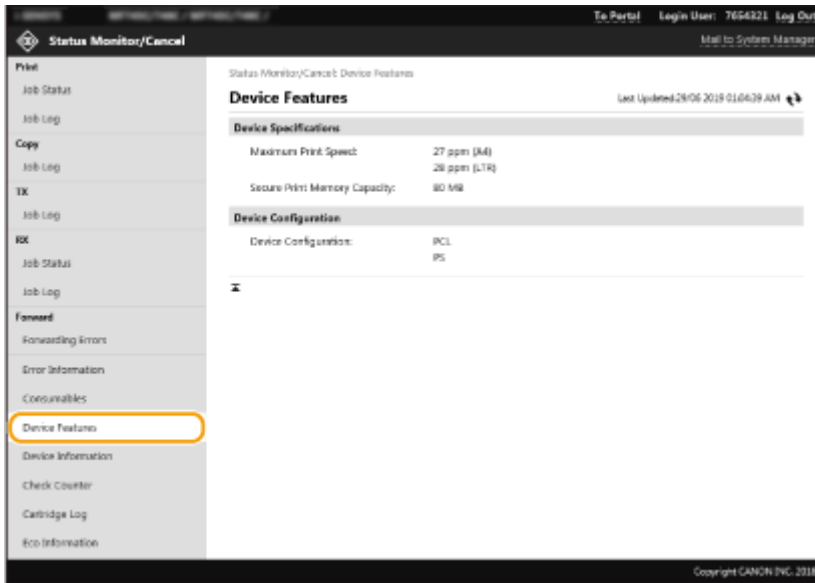 To Portal Login User: 7654321 Log Out
Status Monitor/Cancel
Mail to System Manager
Print
Job Status
Job Log
Copy
Job Log
TX
Job Log
RX
Job Status
Job Log
Forward
Forwarding Errors
Error Information
Consumables
Device Features
Device Information
Check Counter
Cartridge Log
Eco Information
Status Monitor/Cancel: Device Features
Device Features
Last Updated:29/06 2019 01:04:39 AM
Device Specifications
Maximum Print Speed: 27 ppm (A4)
28 ppm (LTR)
Secure Print Memory Capacity: 80 MB
Device Configuration
Device Configuration: PCL
PS
Copyright CANON INC. 2018